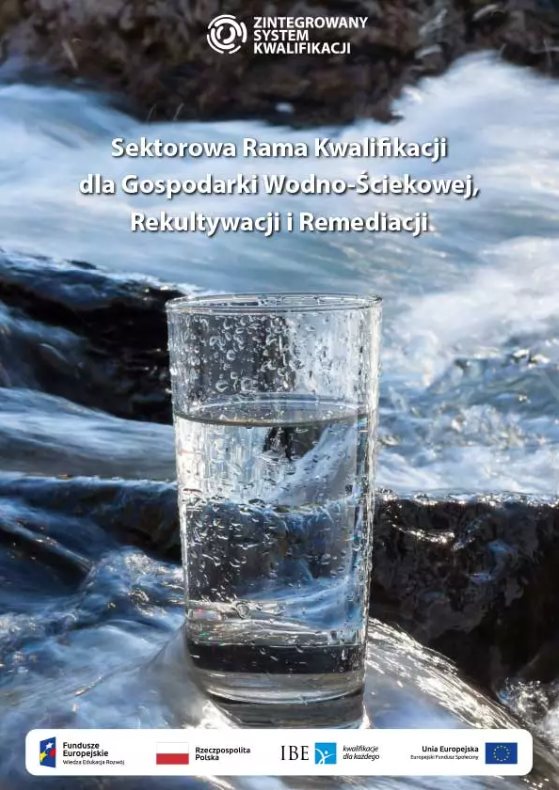 ZINTEGROWANY
SYSTEM
KWALIFIKACJI
Sektorowa Rama Kwalifikacji
dla Gospodarki Wodno-Ściekowej,
Rekultywacji i Remediacji
Fundusze
Europejskie
Wiedza Edukacja Rozwój
Rzeczpospolita
Polska
IBE
kwalifikacje
dla każdego
Unia Europejska
Europejski Fundusz Społeczny